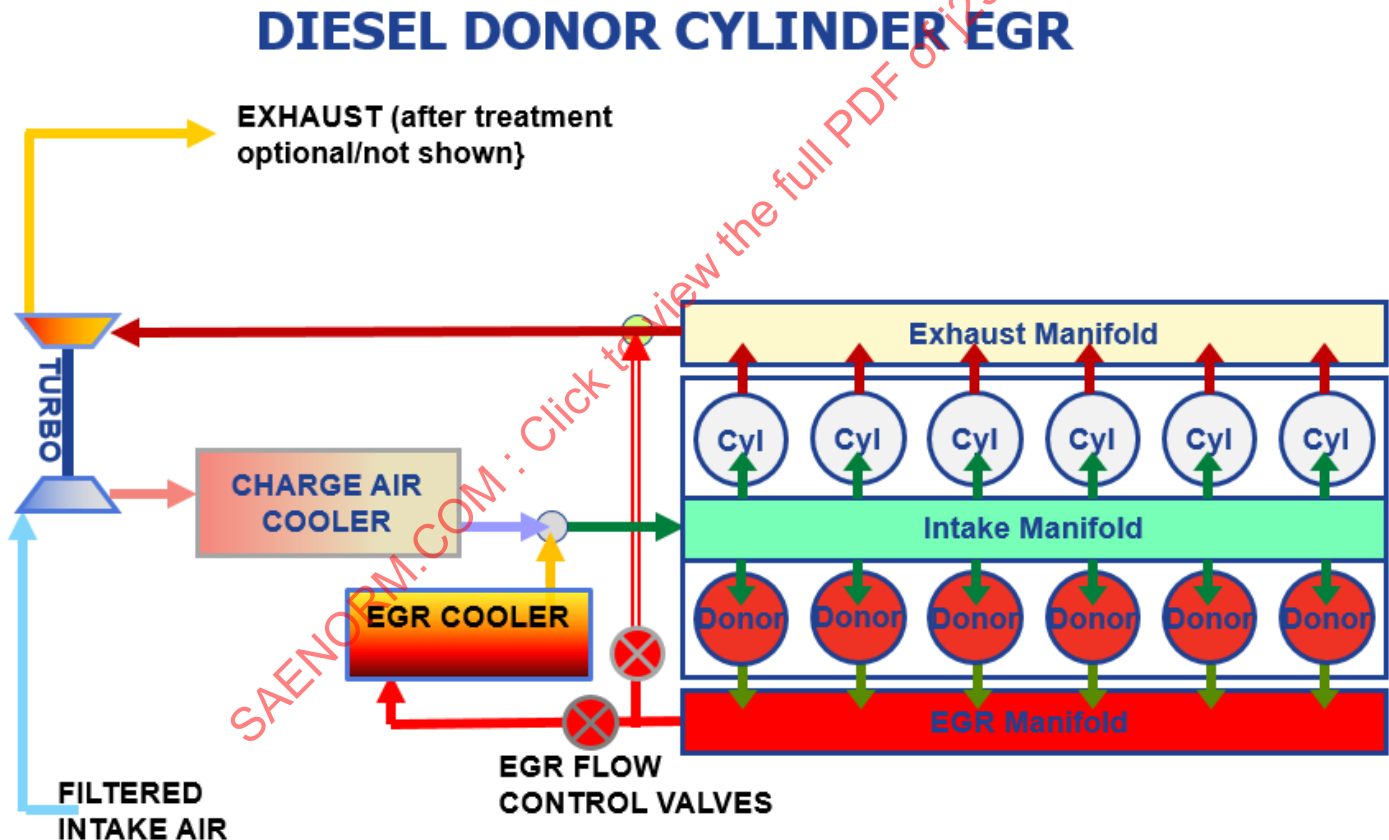 DIESEL DONOR CYLINDER EGR
EXHAUST (after treatment
optional/not shown}
TURBO
CHARGE AIR
COOLER
EGR COOLER
EGR FLOW
CONTROL VALVES
FILTERED
INTAKE AIR
Exhaust Manifold
Cyl Cyl Cyl Cyl Cyl Cyl
Intake Manifold
Donor Donor Donor Donor Donor Donor
EGR Manifold
SAENORM.COM : Click to view the full PDF of